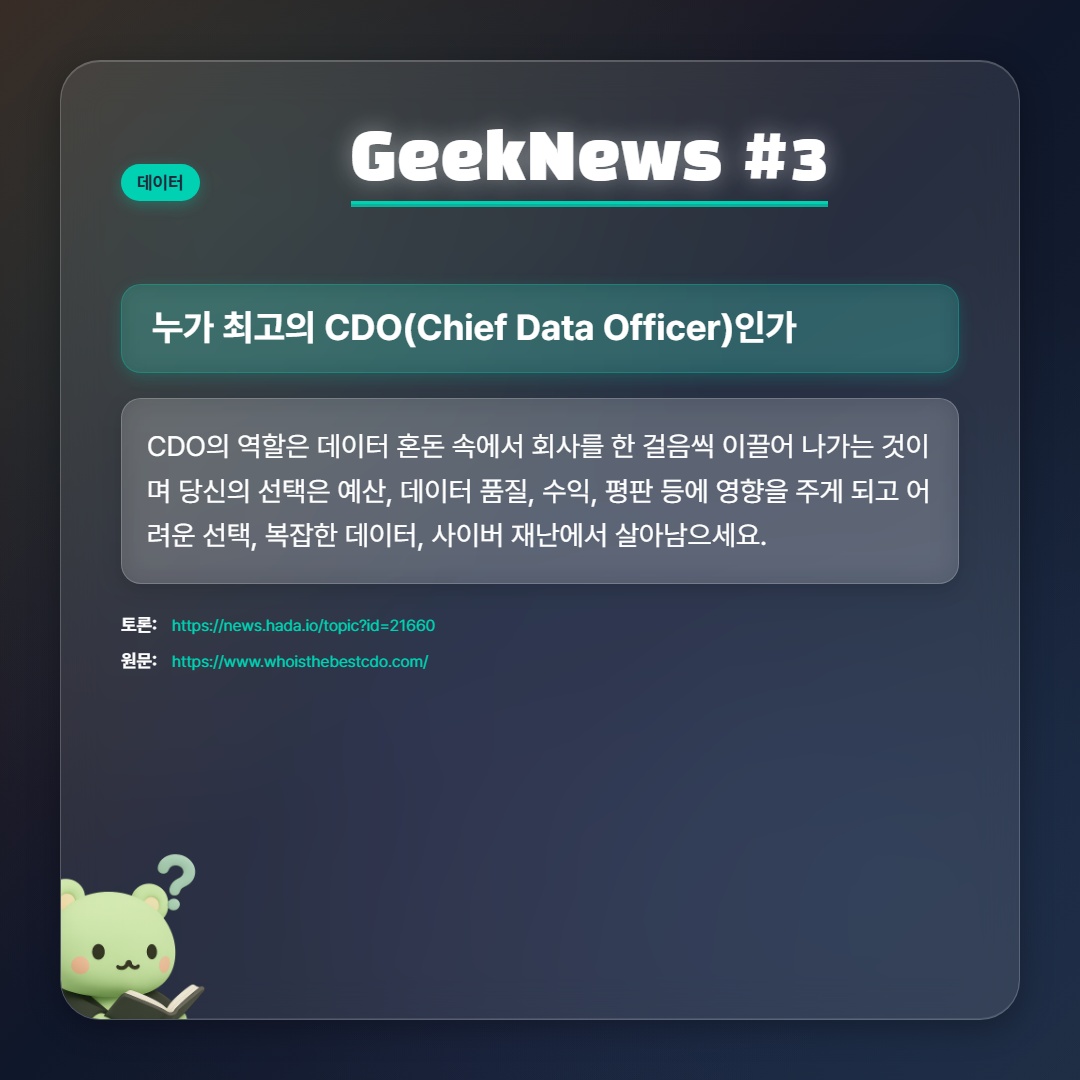 GeekNews #3
데이터
누가 최고의 CDO(Chief Data Officer)인가
CDO의 역할은 데이터 혼돈 속에서 회사를 한 걸음씩 이끌어 나가는 것이
며 당신의 선택은 예산, 데이터 품질, 수익, 평판 등에 영향을 주게 되고 어
려운 선택, 복잡한 데이터, 사이버 재난에서 살아남으세요.
토론: https://news.hada.io/topic?id=21660
원문: https://www.whoisthebestcdo.com/
?